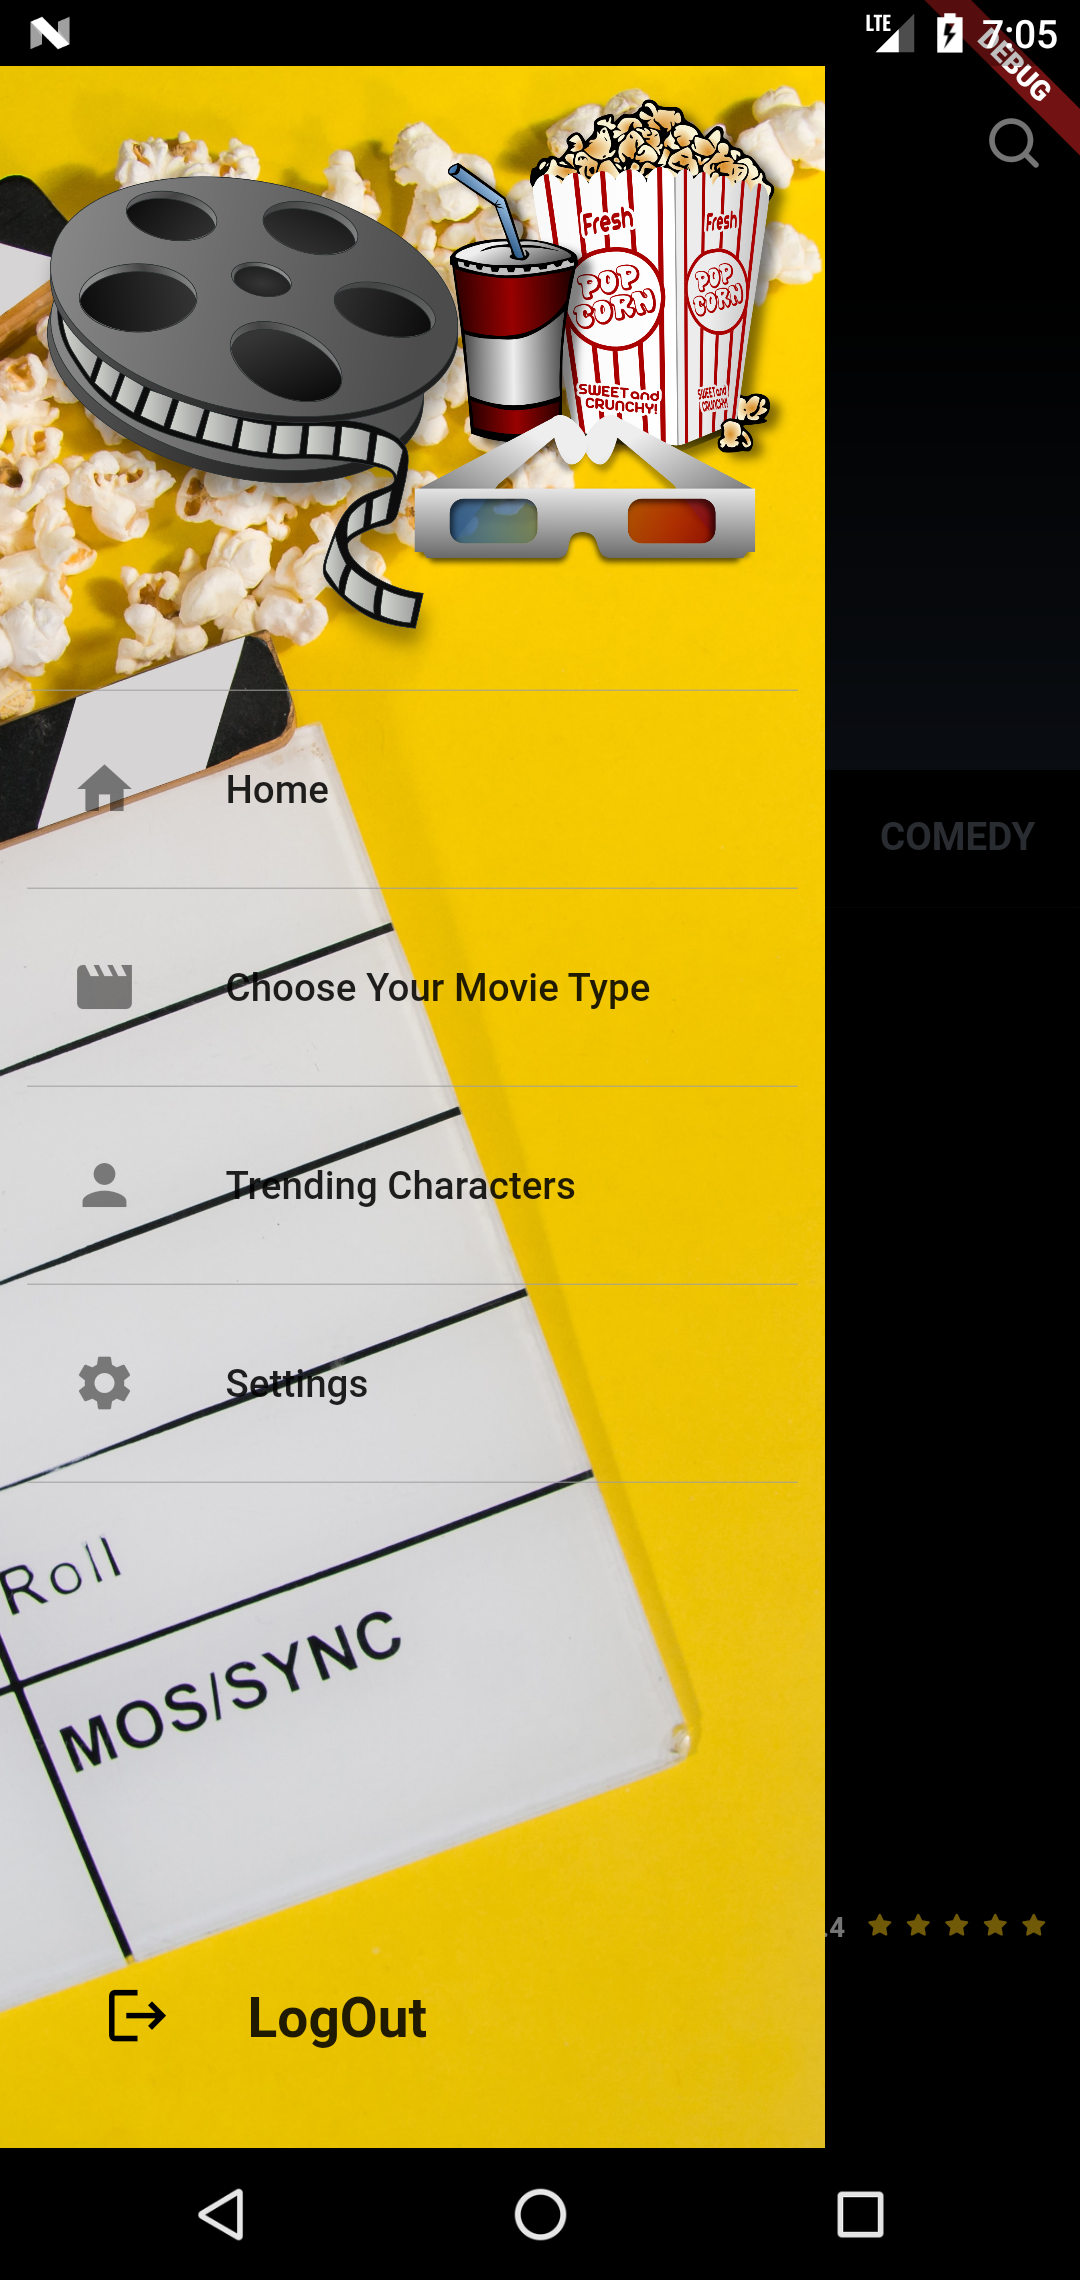 LTE 7:05
DEBUG
Fresh Fresh
POP CORN POP CORN
SWEET and CRUNCHY! SWEET and CRUNCHY!
Home
COMEDY
Choose Your Movie Type
Trending Characters
Settings
Roll
MOS/SYNC
.4
LogOut